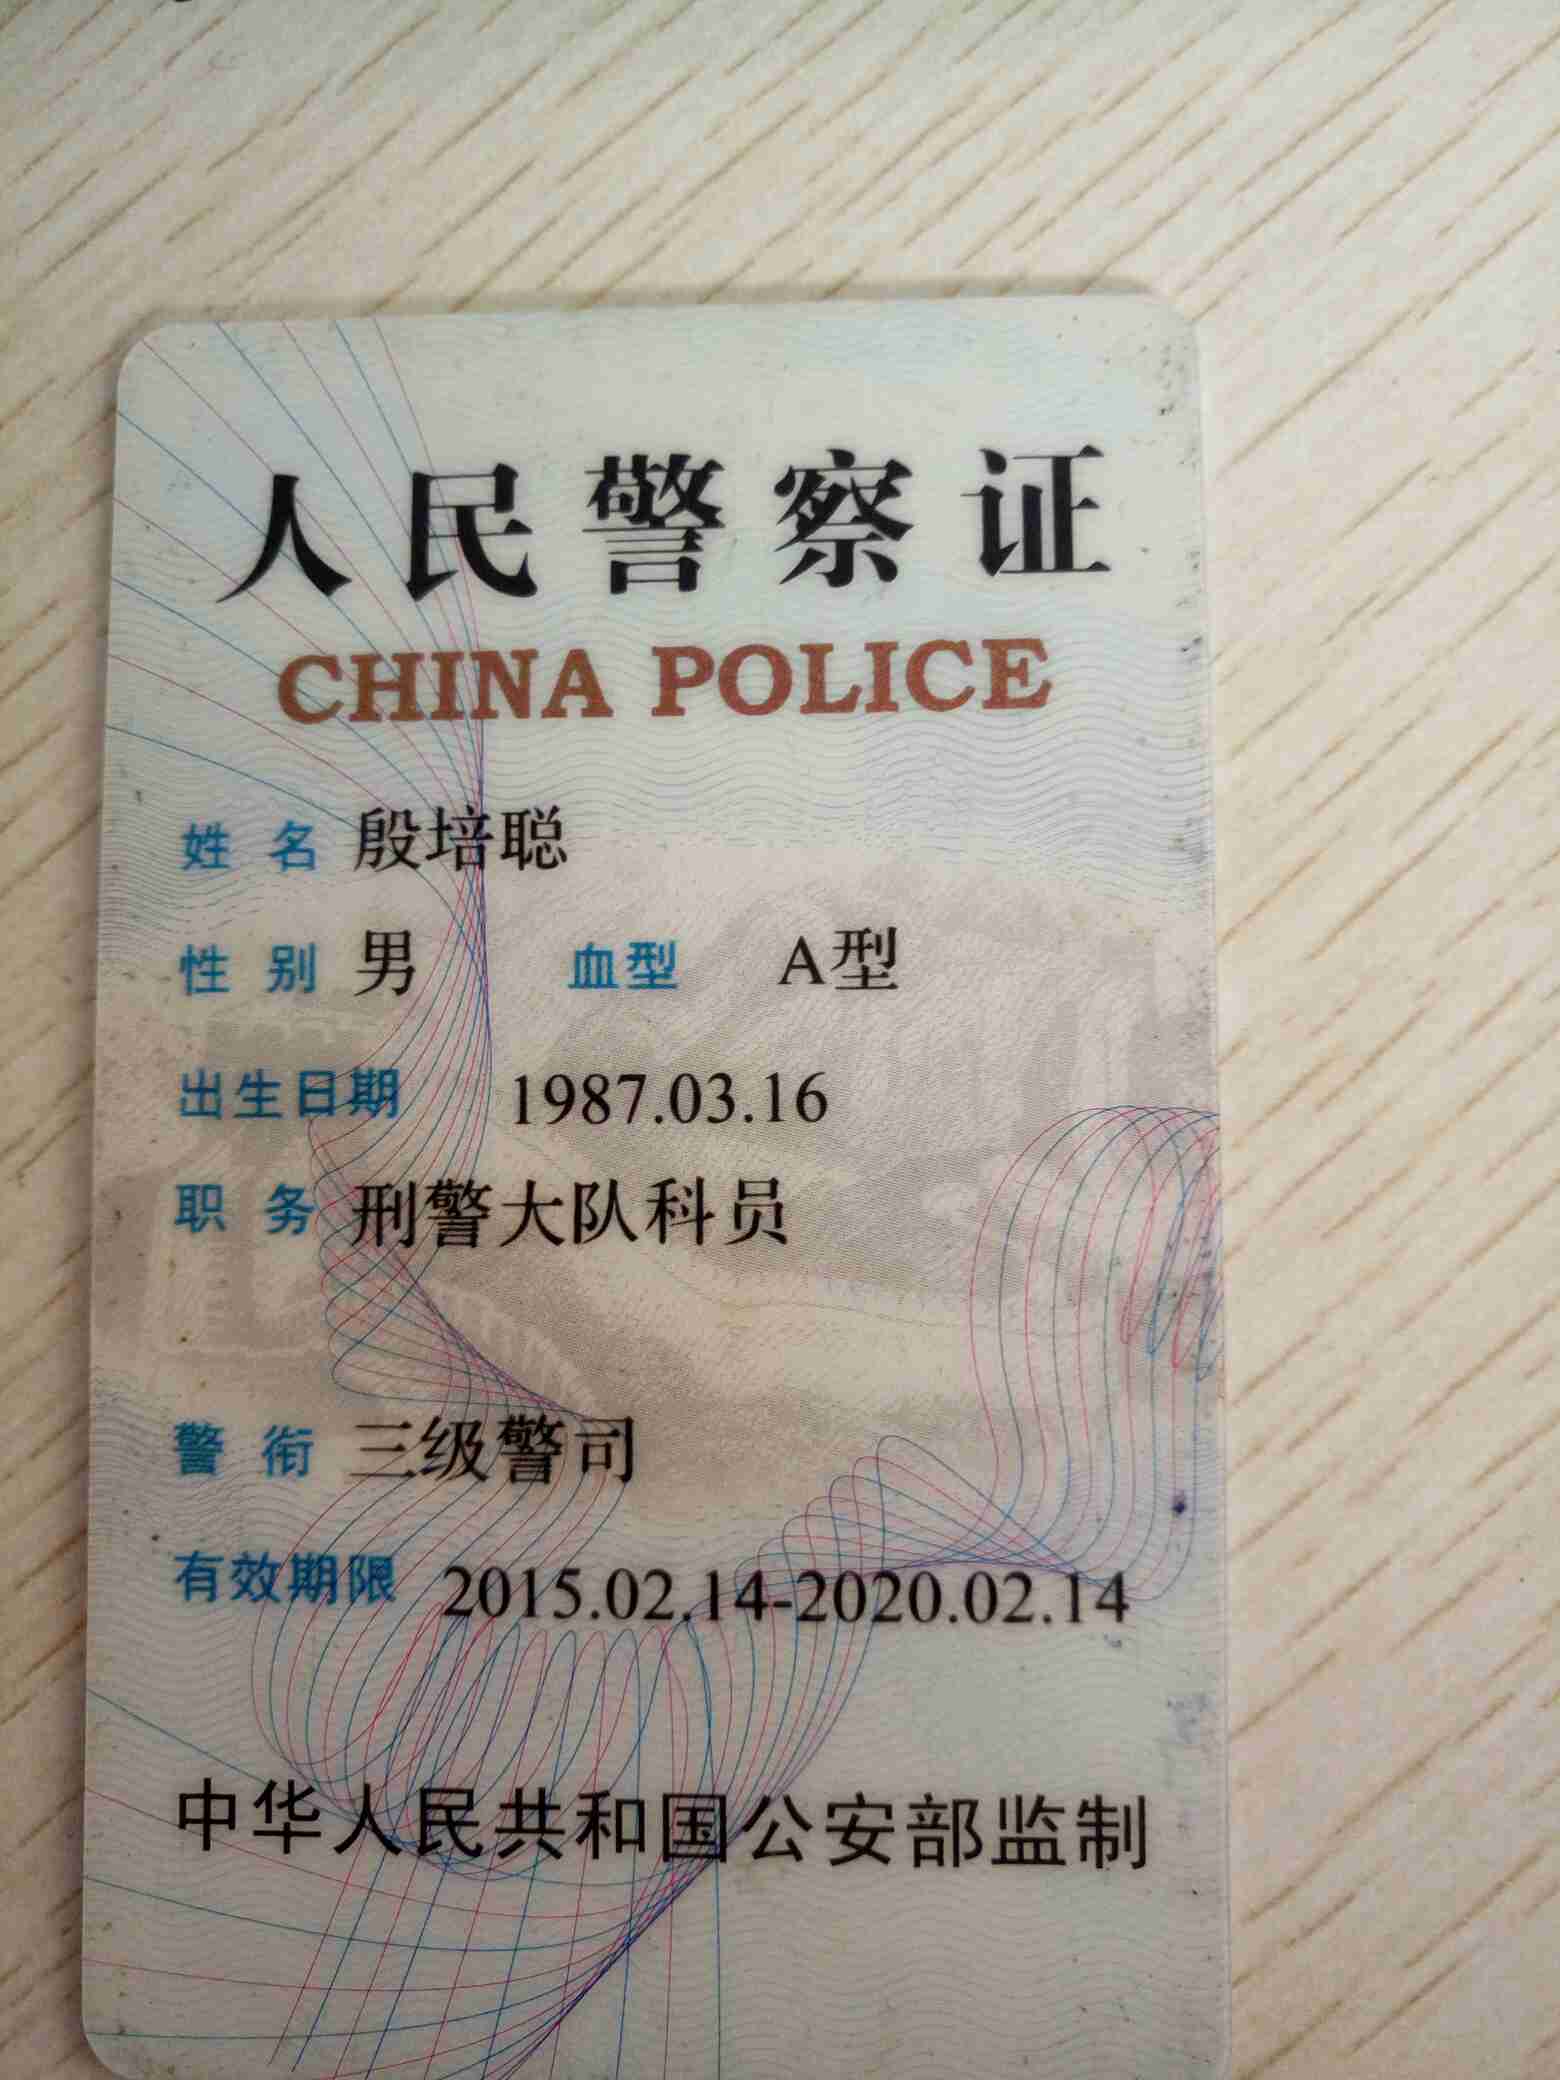 人民警察证
CHINA POLICE
姓 名 殷培聪
性 别 男 血型 A型
出生日期 1987.03.16
职 务 刑警大队科员
警 衔 三级警司
有效期限 2015.02.14-2020.02.14
中华人民共和国公安部监制